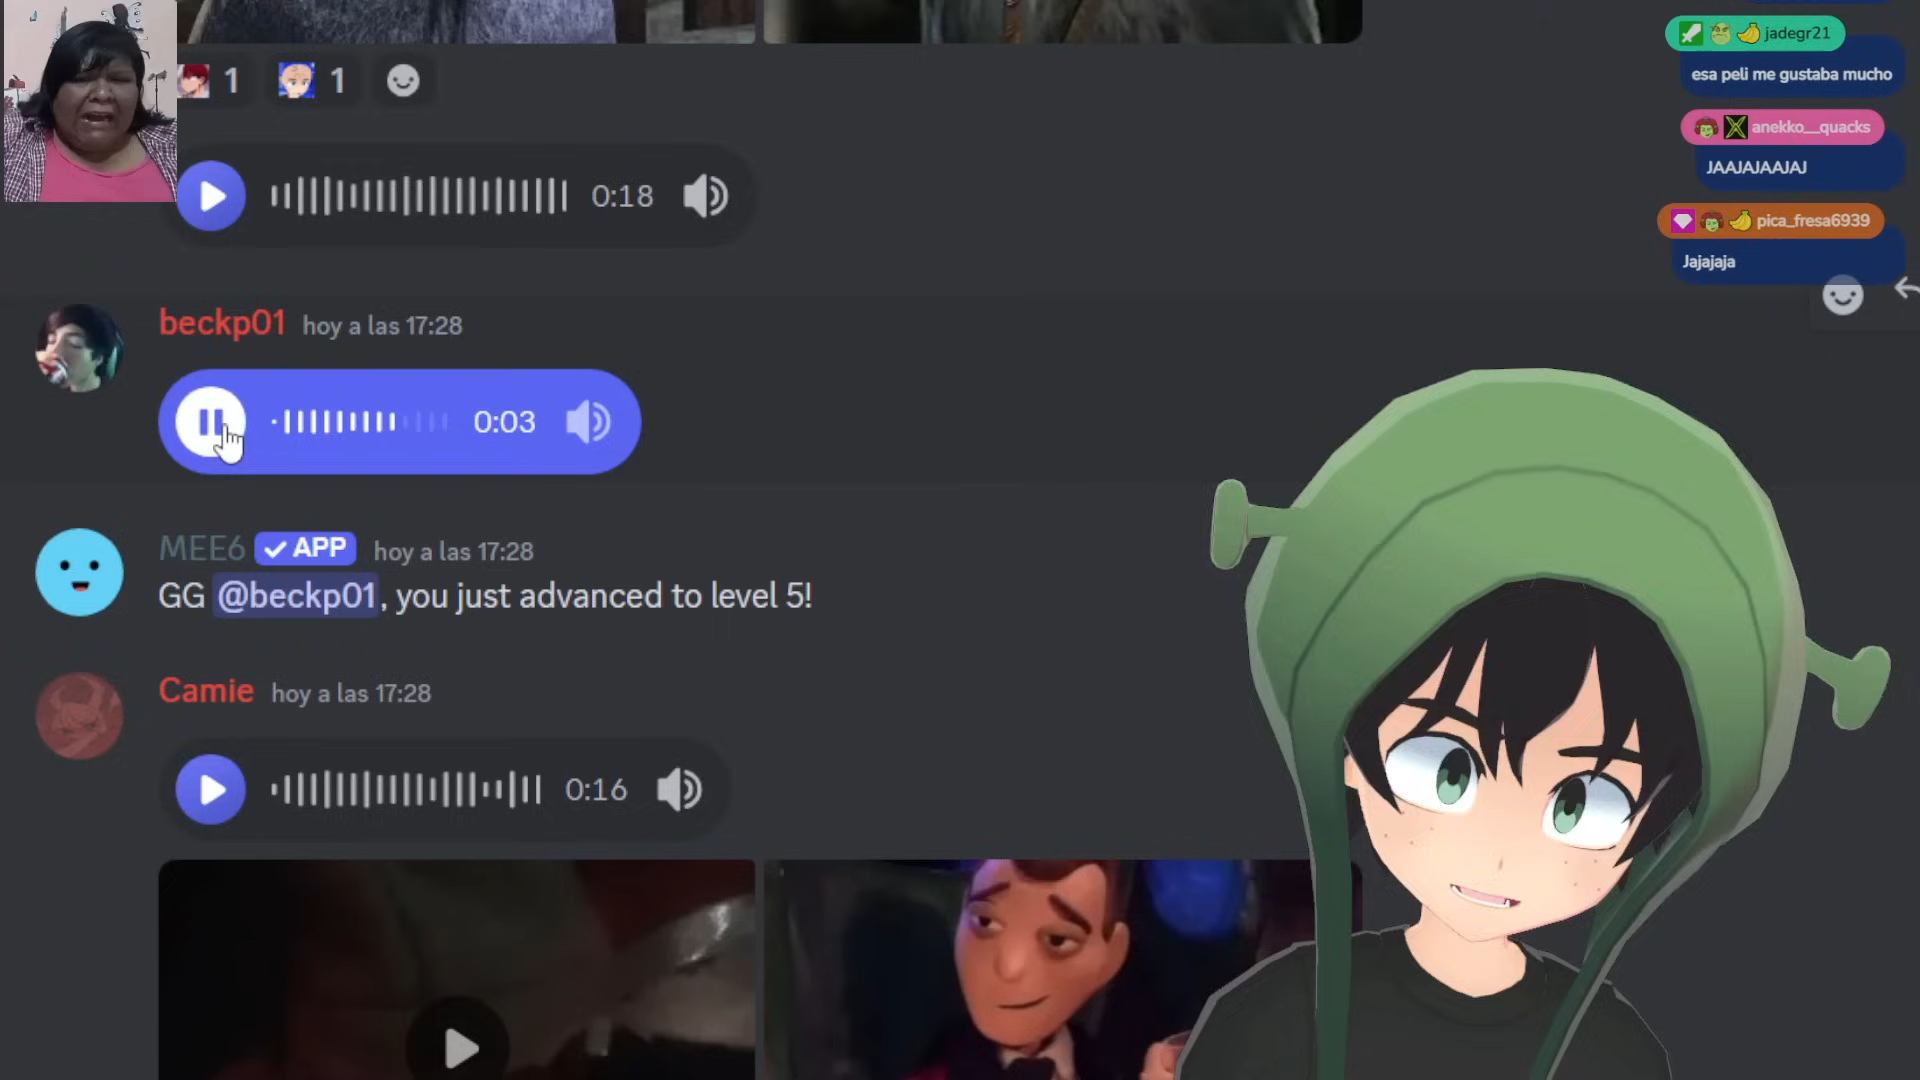 1
1
0:18
beckp01 hoy a las 17:28
0:03
MEE6 APP hoy a las 17:28
GG @beckp01, you just advanced to level 5!
Camie hoy a las 17:28
0:16
jadegr21
esa peli me gustaba mucho
anekko__quacks
JAAJAJAAJAJ
pica_fresa6939
Jajajaja